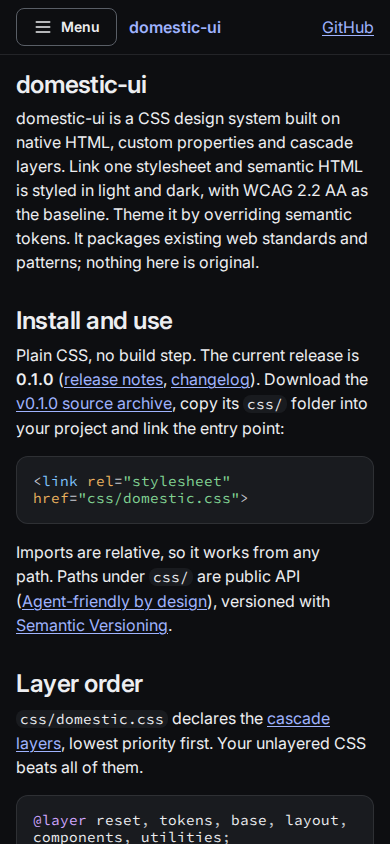 Menu domestic-ui GitHub
domestic-ui
domestic-ui is a CSS design system built on
native HTML, custom properties and cascade
layers. Link one stylesheet and semantic HTML
is styled in light and dark, with WCAG 2.2 AA as
the baseline. Theme it by overriding semantic
tokens. It packages existing web standards and
patterns; nothing here is original.
Install and use
Plain CSS, no build step. The current release is
0.1.0 (release notes, changelog). Download the
v0.1.0 source archive, copy its css/ folder into
your project and link the entry point:
<link rel="stylesheet"
href="css/domestic.css">
Imports are relative, so it works from any
path. Paths under css/ are public API
(Agent-friendly by design), versioned with
Semantic Versioning.
Layer order
css/domestic.css declares the cascade
layers, lowest priority first. Your unlayered CSS
beats all of them.
@layer reset, tokens, base, layout,
components, utilities;